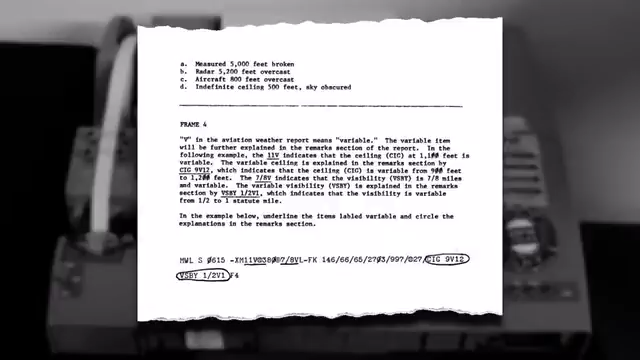 a. Measured 5,000 feet broken
b. Radar 5,200 feet overcast
c. Aircraft 800 feet overcast
d. Indefinite ceiling 500 feet, sky obscured
FRAME 4
"V" in the aviation weather report means "variable." The variable item
will be further explained in the remarks section of the report. In
the following example, the 11V indicates that the ceiling (CIG) at 1,100 feet is
variable. The variable ceiling is explained in the remarks section by
CIG 9V12, which indicates that the ceiling (CIG) is variable from 900 feet
to 1,200 feet. The 7/8V indicates that the visibility (VSBY) is 7/8 miles
and variable. The variable visibility (VSBY) is explained in the remarks
section by VSBY 1/2V1, which indicates that the visibility is variable
from 1/2 to 1 statute mile.
In the example below, underline the items labled variable and circle the
explanations in the remarks section.
MWL S 0615 -XM11V0380 7/8VL-FK 146/66/65/2703/997/027/ CIG 9V12
VSBY 1/2V1 F4